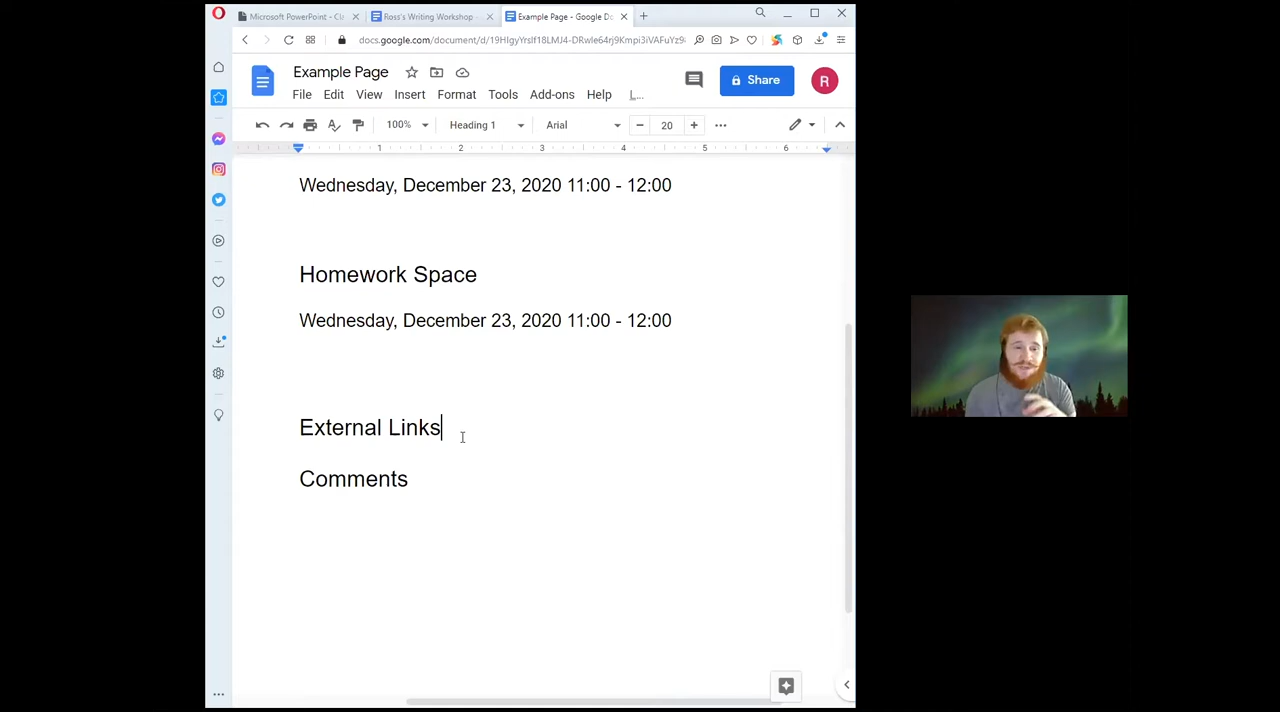 Microsoft PowerPoint - Cl
Ross's Writing Workshop
Example Page - Google Do
docs.google.com/document/d/19HIgyYrslf18LMJ4-DRwIe64rj9Kmpi3iVAFuYz9
Example Page
File Edit View Insert Format Tools Add-ons Help L...
Share
R
100% Heading 1 Arial 20
1 2 3 4 5 6
Wednesday, December 23, 2020 11:00 - 12:00
Homework Space
Wednesday, December 23, 2020 11:00 - 12:00
External Links
Comments